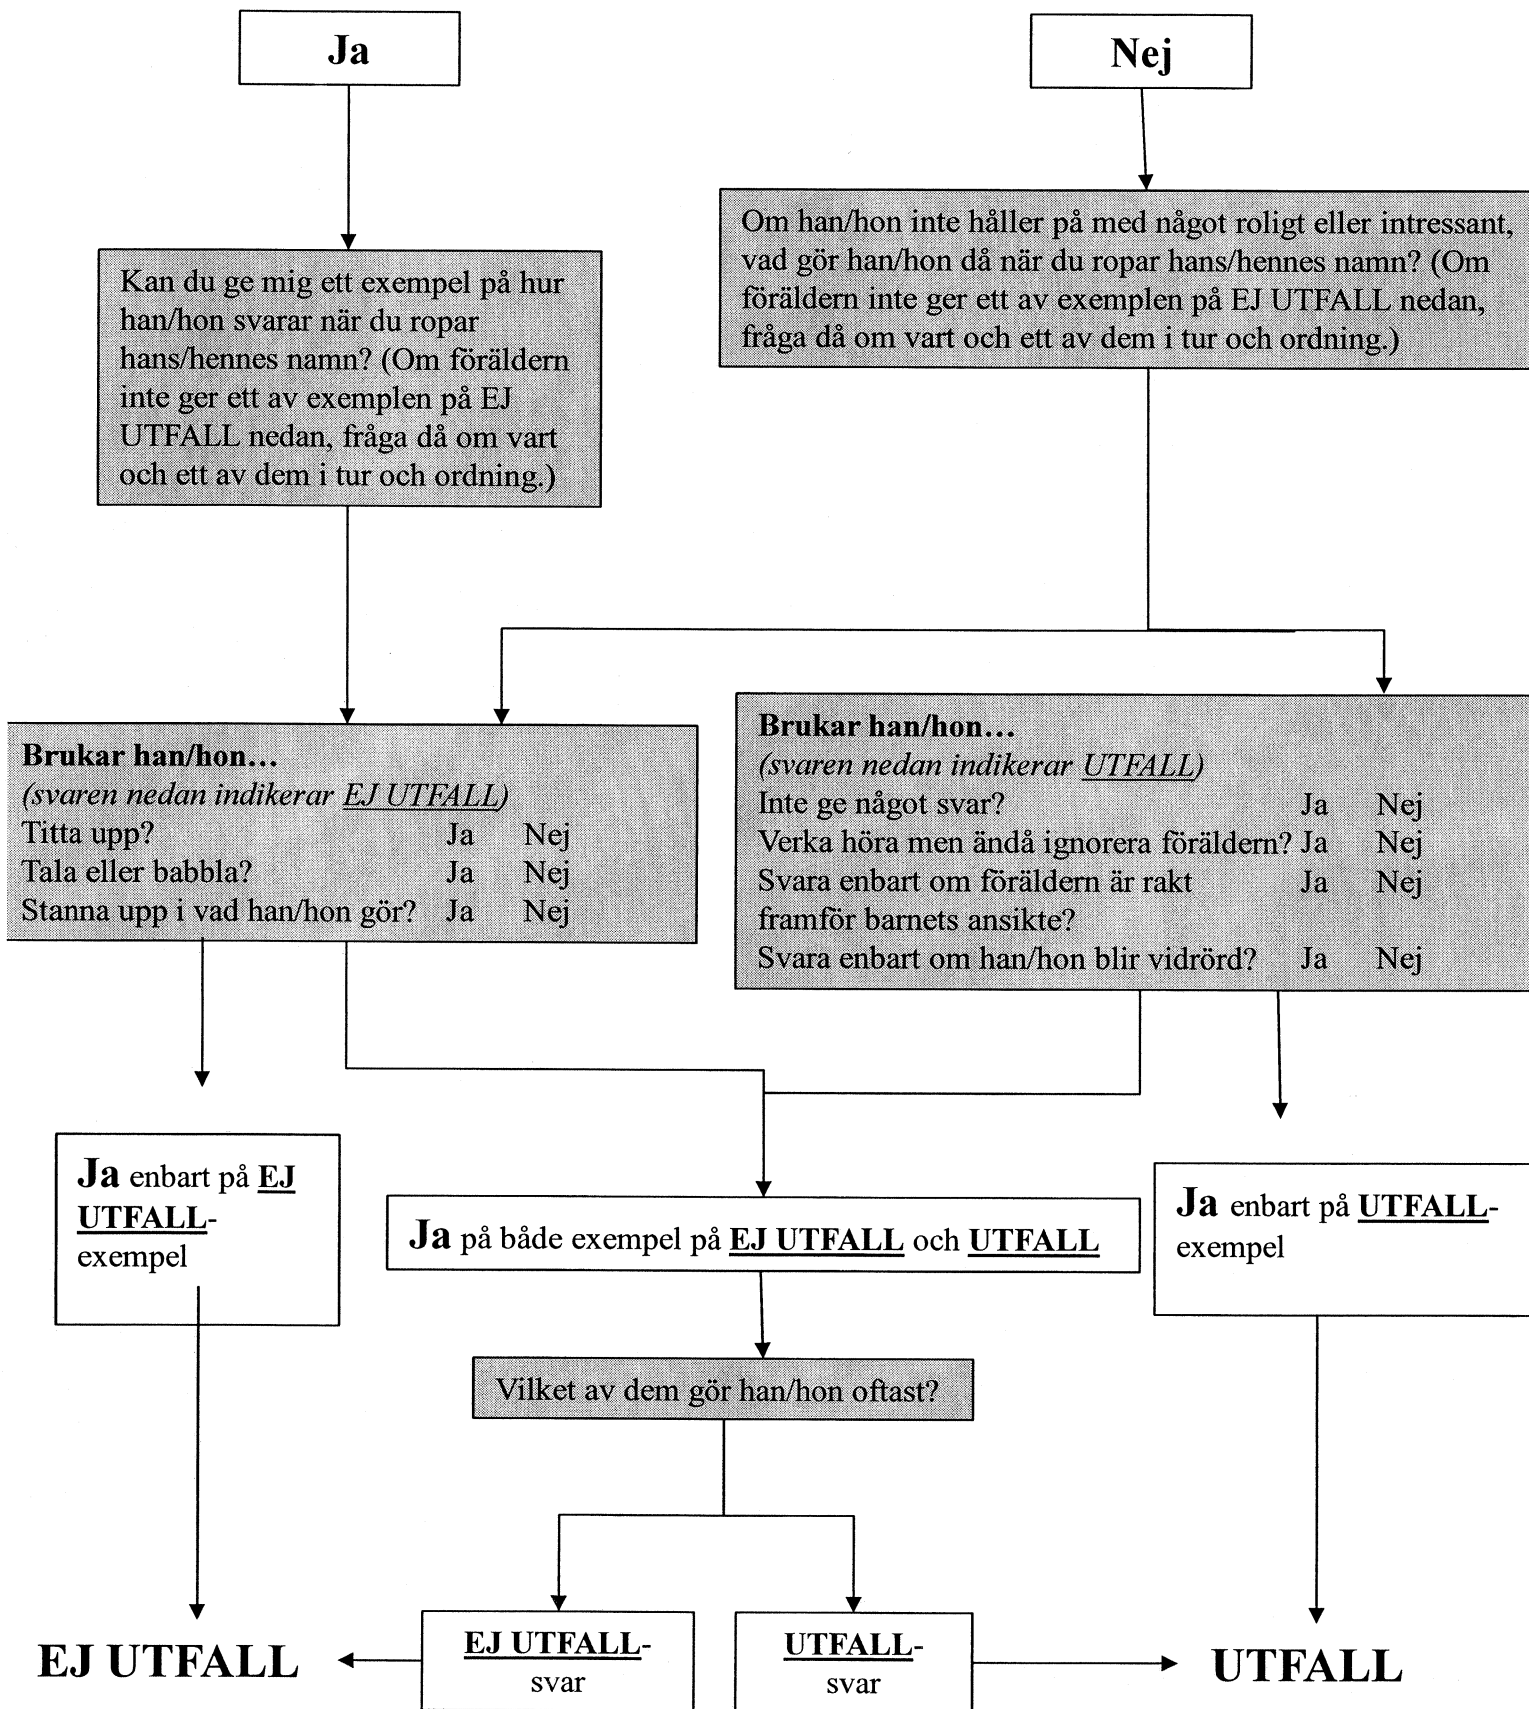 Ja
Nej
Kan du ge mig ett exempel på hur
han/hon svarar när du ropar
hans/hennes namn? (Om föräldern
inte ger ett av exemplen på EJ
UTFALL nedan, fråga då om vart
och ett av dem i tur och ordning.)
Om han/hon inte håller på med något roligt eller intressant,
vad gör han/hon då när du ropar hans/hennes namn? (Om
föräldern inte ger ett av exemplen på EJ UTFALL nedan,
fråga då om vart och ett av dem i tur och ordning.)
Brukar han/hon…
(svaren nedan indikerar EJ UTFALL)
Titta upp? Ja Nej
Tala eller babbla? Ja Nej
Stanna upp i vad han/hon gör? Ja Nej
Brukar han/hon…
(svaren nedan indikerar UTFALL)
Inte ge något svar? Ja Nej
Verka höra men ändå ignorera föräldern? Ja Nej
Svara enbart om föräldern är rakt Ja Nej
framför barnets ansikte?
Svara enbart om han/hon blir vidrörd? Ja Nej
Ja enbart på EJ
UTFALL-
exempel
Ja på både exempel på EJ UTFALL och UTFALL
Ja enbart på UTFALL-
exempel
Vilket av dem gör han/hon oftast?
EJ UTFALL
EJ UTFALL-
svar
UTFALL-
svar
UTFALL